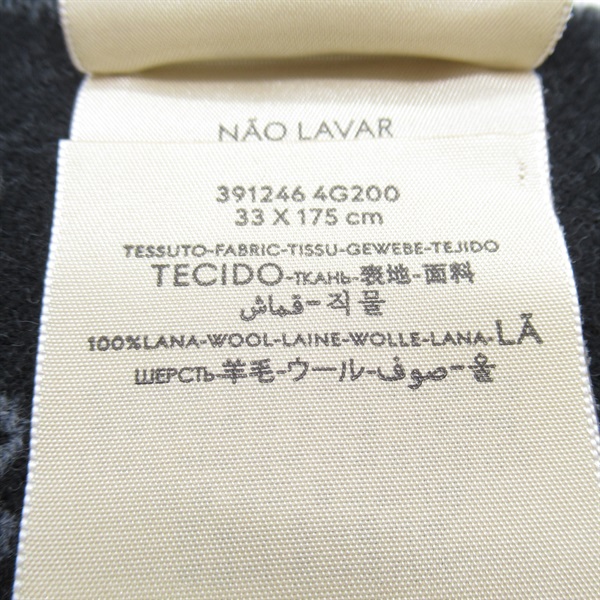 NÃO LAVAR
391246 4G200
33 X 175 cm
TESSUTO-FABRIC-TISSU-GEWEBE-TEJIDO
TECIDO-ТКАНЬ-表地-面料
قماش-직물
100%LANA-WOOL-LAINE-WOLLE-LANA-LÃ
ШЕРСТЬ-羊毛-ウール-صوف-울